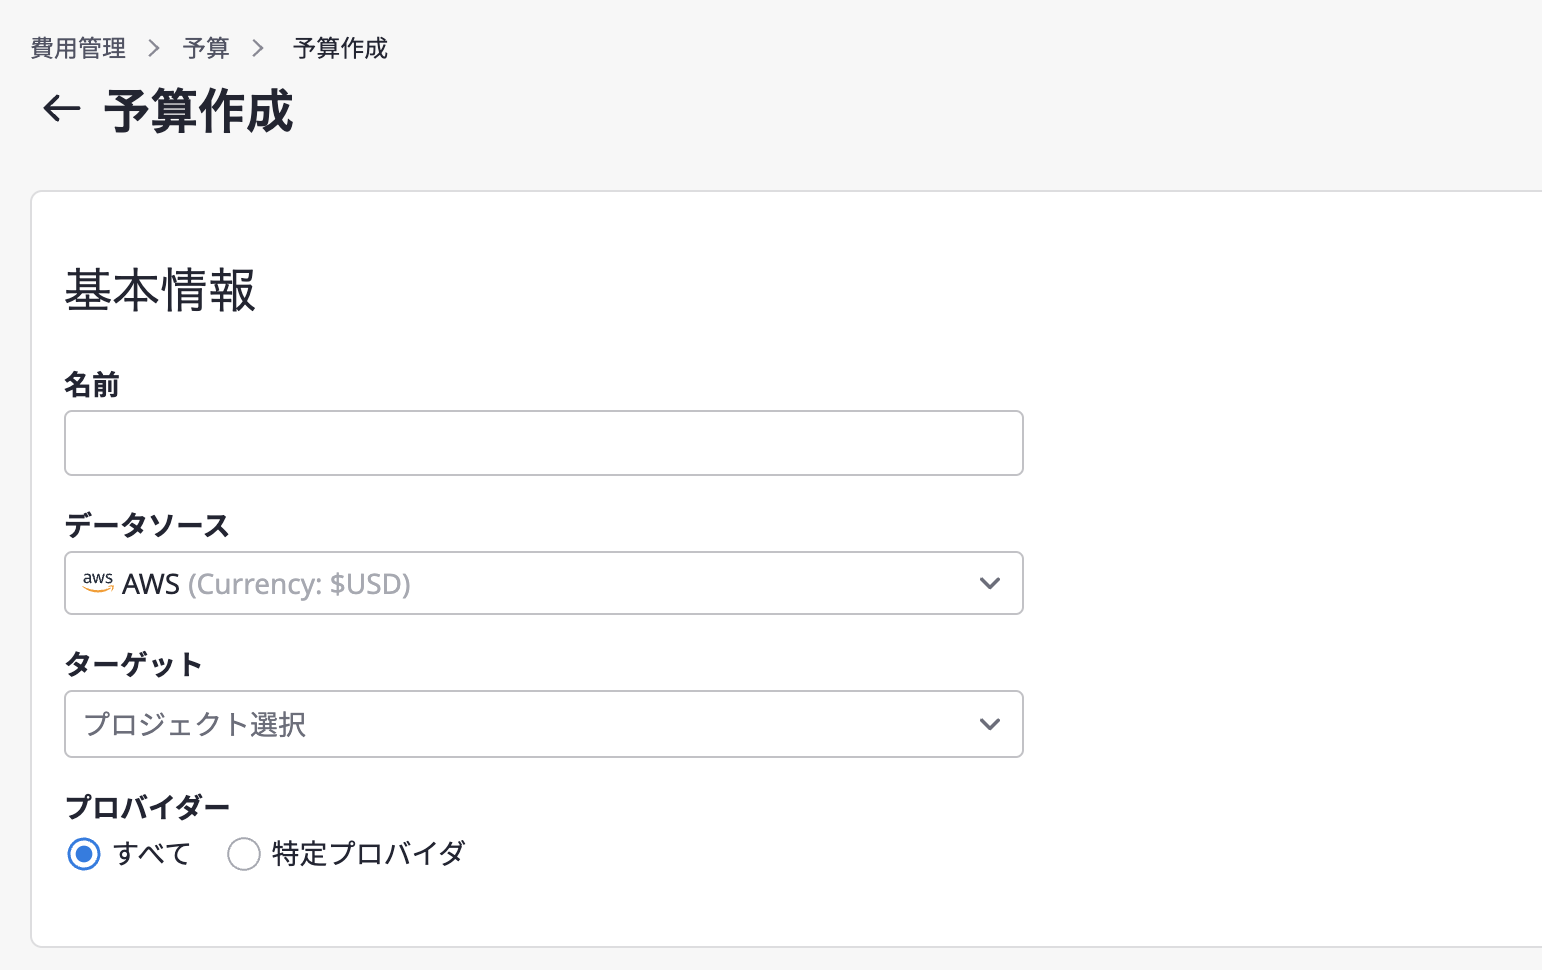 費用管理 > 予算 > 予算作成
← 予算作成
基本情報
名前
データソース
aws AWS (Currency: $USD)
ターゲット
プロジェクト選択
プロバイダー
すべて 特定プロバイダ